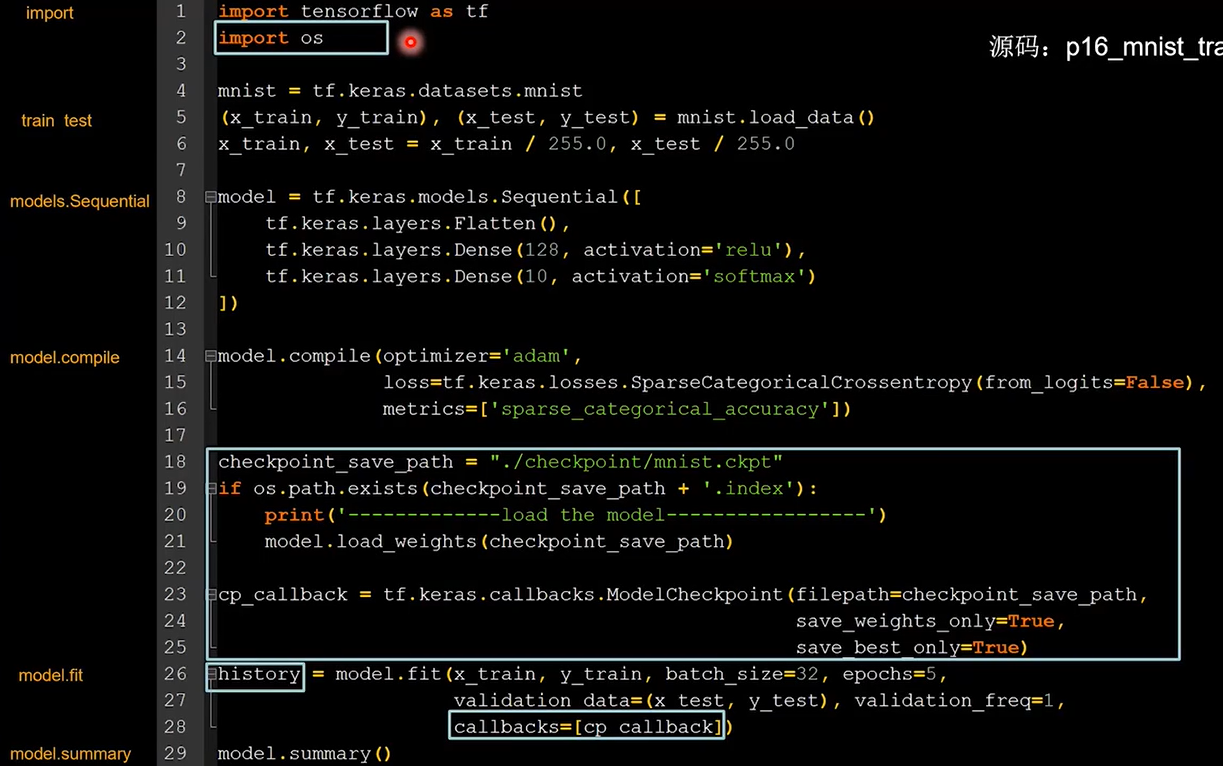 import 1 import tensorflow as tf
2 import os
源码：p16_mnist_tra
3
4 mnist = tf.keras.datasets.mnist
train test 5 (x_train, y_train), (x_test, y_test) = mnist.load_data()
6 x_train, x_test = x_train / 255.0, x_test / 255.0
7
models.Sequential 8 model = tf.keras.models.Sequential([
9 tf.keras.layers.Flatten(),
10 tf.keras.layers.Dense(128, activation='relu'),
11 tf.keras.layers.Dense(10, activation='softmax')
12 ])
13
model.compile 14 model.compile(optimizer='adam',
15 loss=tf.keras.losses.SparseCategoricalCrossentropy(from_logits=False),
16 metrics=['sparse_categorical_accuracy'])
17
18 checkpoint_save_path = "./checkpoint/mnist.ckpt"
19 if os.path.exists(checkpoint_save_path + '.index'):
20 print('-------------load the model-----------------')
21 model.load_weights(checkpoint_save_path)
22
23 cp_callback = tf.keras.callbacks.ModelCheckpoint(filepath=checkpoint_save_path,
24 save_weights_only=True,
25 save_best_only=True)
model.fit 26 history = model.fit(x_train, y_train, batch_size=32, epochs=5,
27 validation_data=(x_test, y_test), validation_freq=1,
28 callbacks=[cp_callback])
model.summary 29 model.summary()